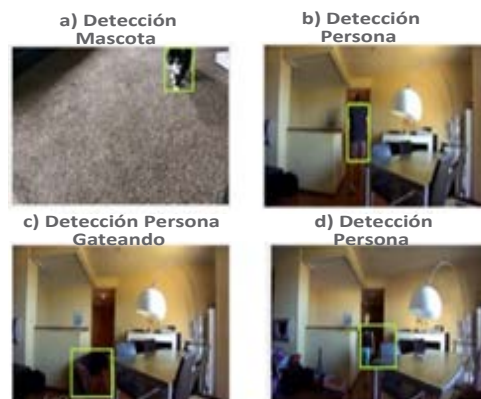 a) Detección
Mascota
b) Detección
Persona
c) Detección Persona
Gateando
d) Detección
Persona